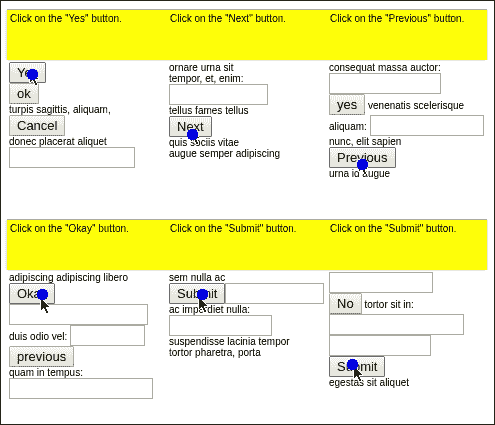 Click on the "Yes" button.
Yes
ok
turpis sagittis, aliquam,
Cancel
donec placerat aliquet
Click on the "Next" button.
ornare urna sit
tempor, et, enim:
tellus fames tellus
Next
quis sociis vitae
augue semper adipiscing
Click on the "Previous" button.
consequat massa auctor:
yes venenatis scelerisque
aliquam:
nunc, elit sapien
Previous
urna id augue
Click on the "Okay" button.
adipiscing adipiscing libero
Okay
duis odio vel:
previous
quam in tempus:
Click on the "Submit" button.
sem nulla ac
Submit
ac imperdiet nulla:
suspendisse lacinia tempor
tortor pharetra, porta
Click on the "Submit" button.
No tortor sit in:
Submit
egestas sit aliquet